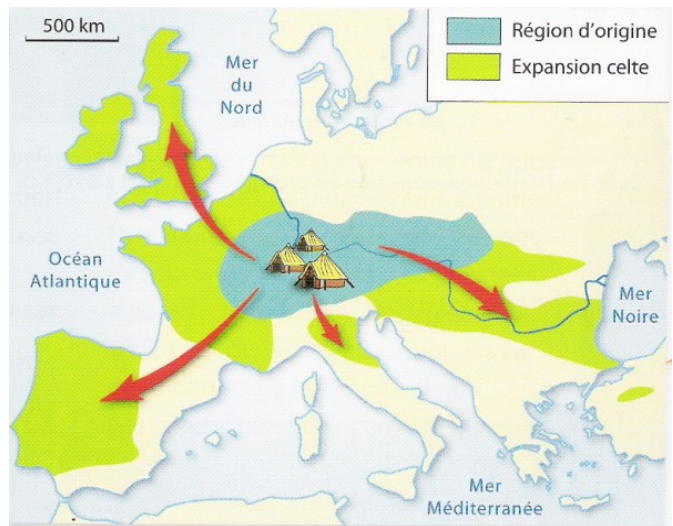 500 km
Région d'origine
Expansion celte
Mer
du
Nord
Océan
Atlantique
Mer
Noire
Mer
Méditerranée